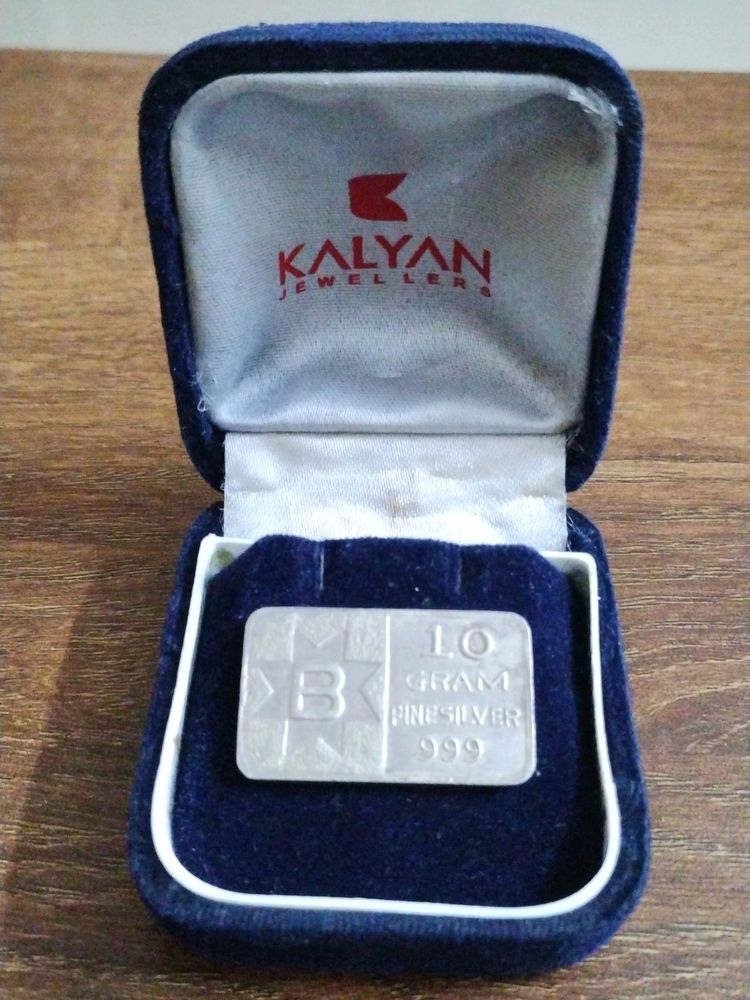 KALYAN
JEWELLERS
B
10
GRAM
FINESILVER
999